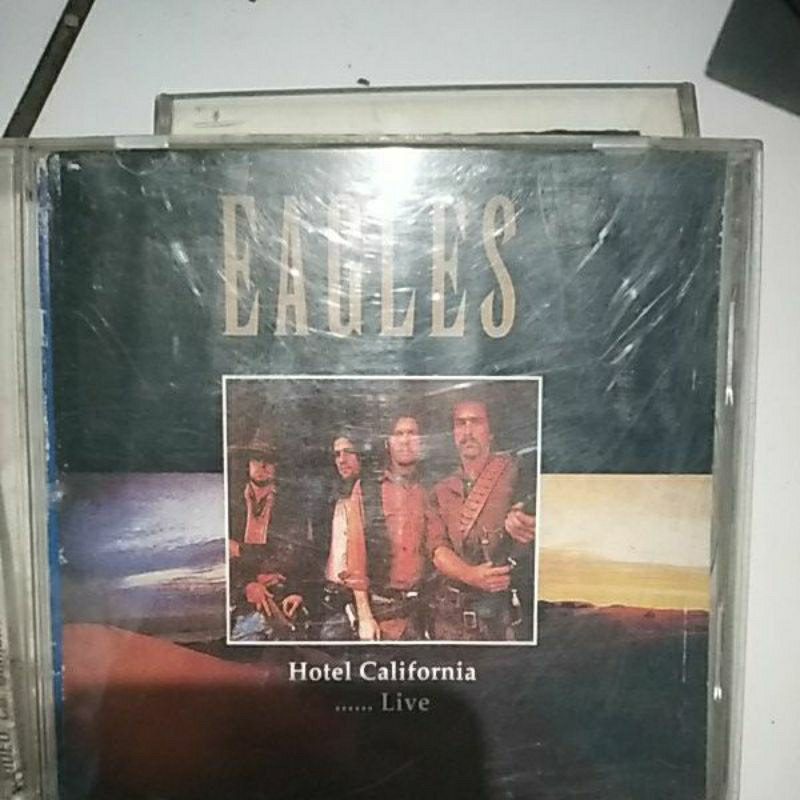 EAGLES
Hotel California
...... Live